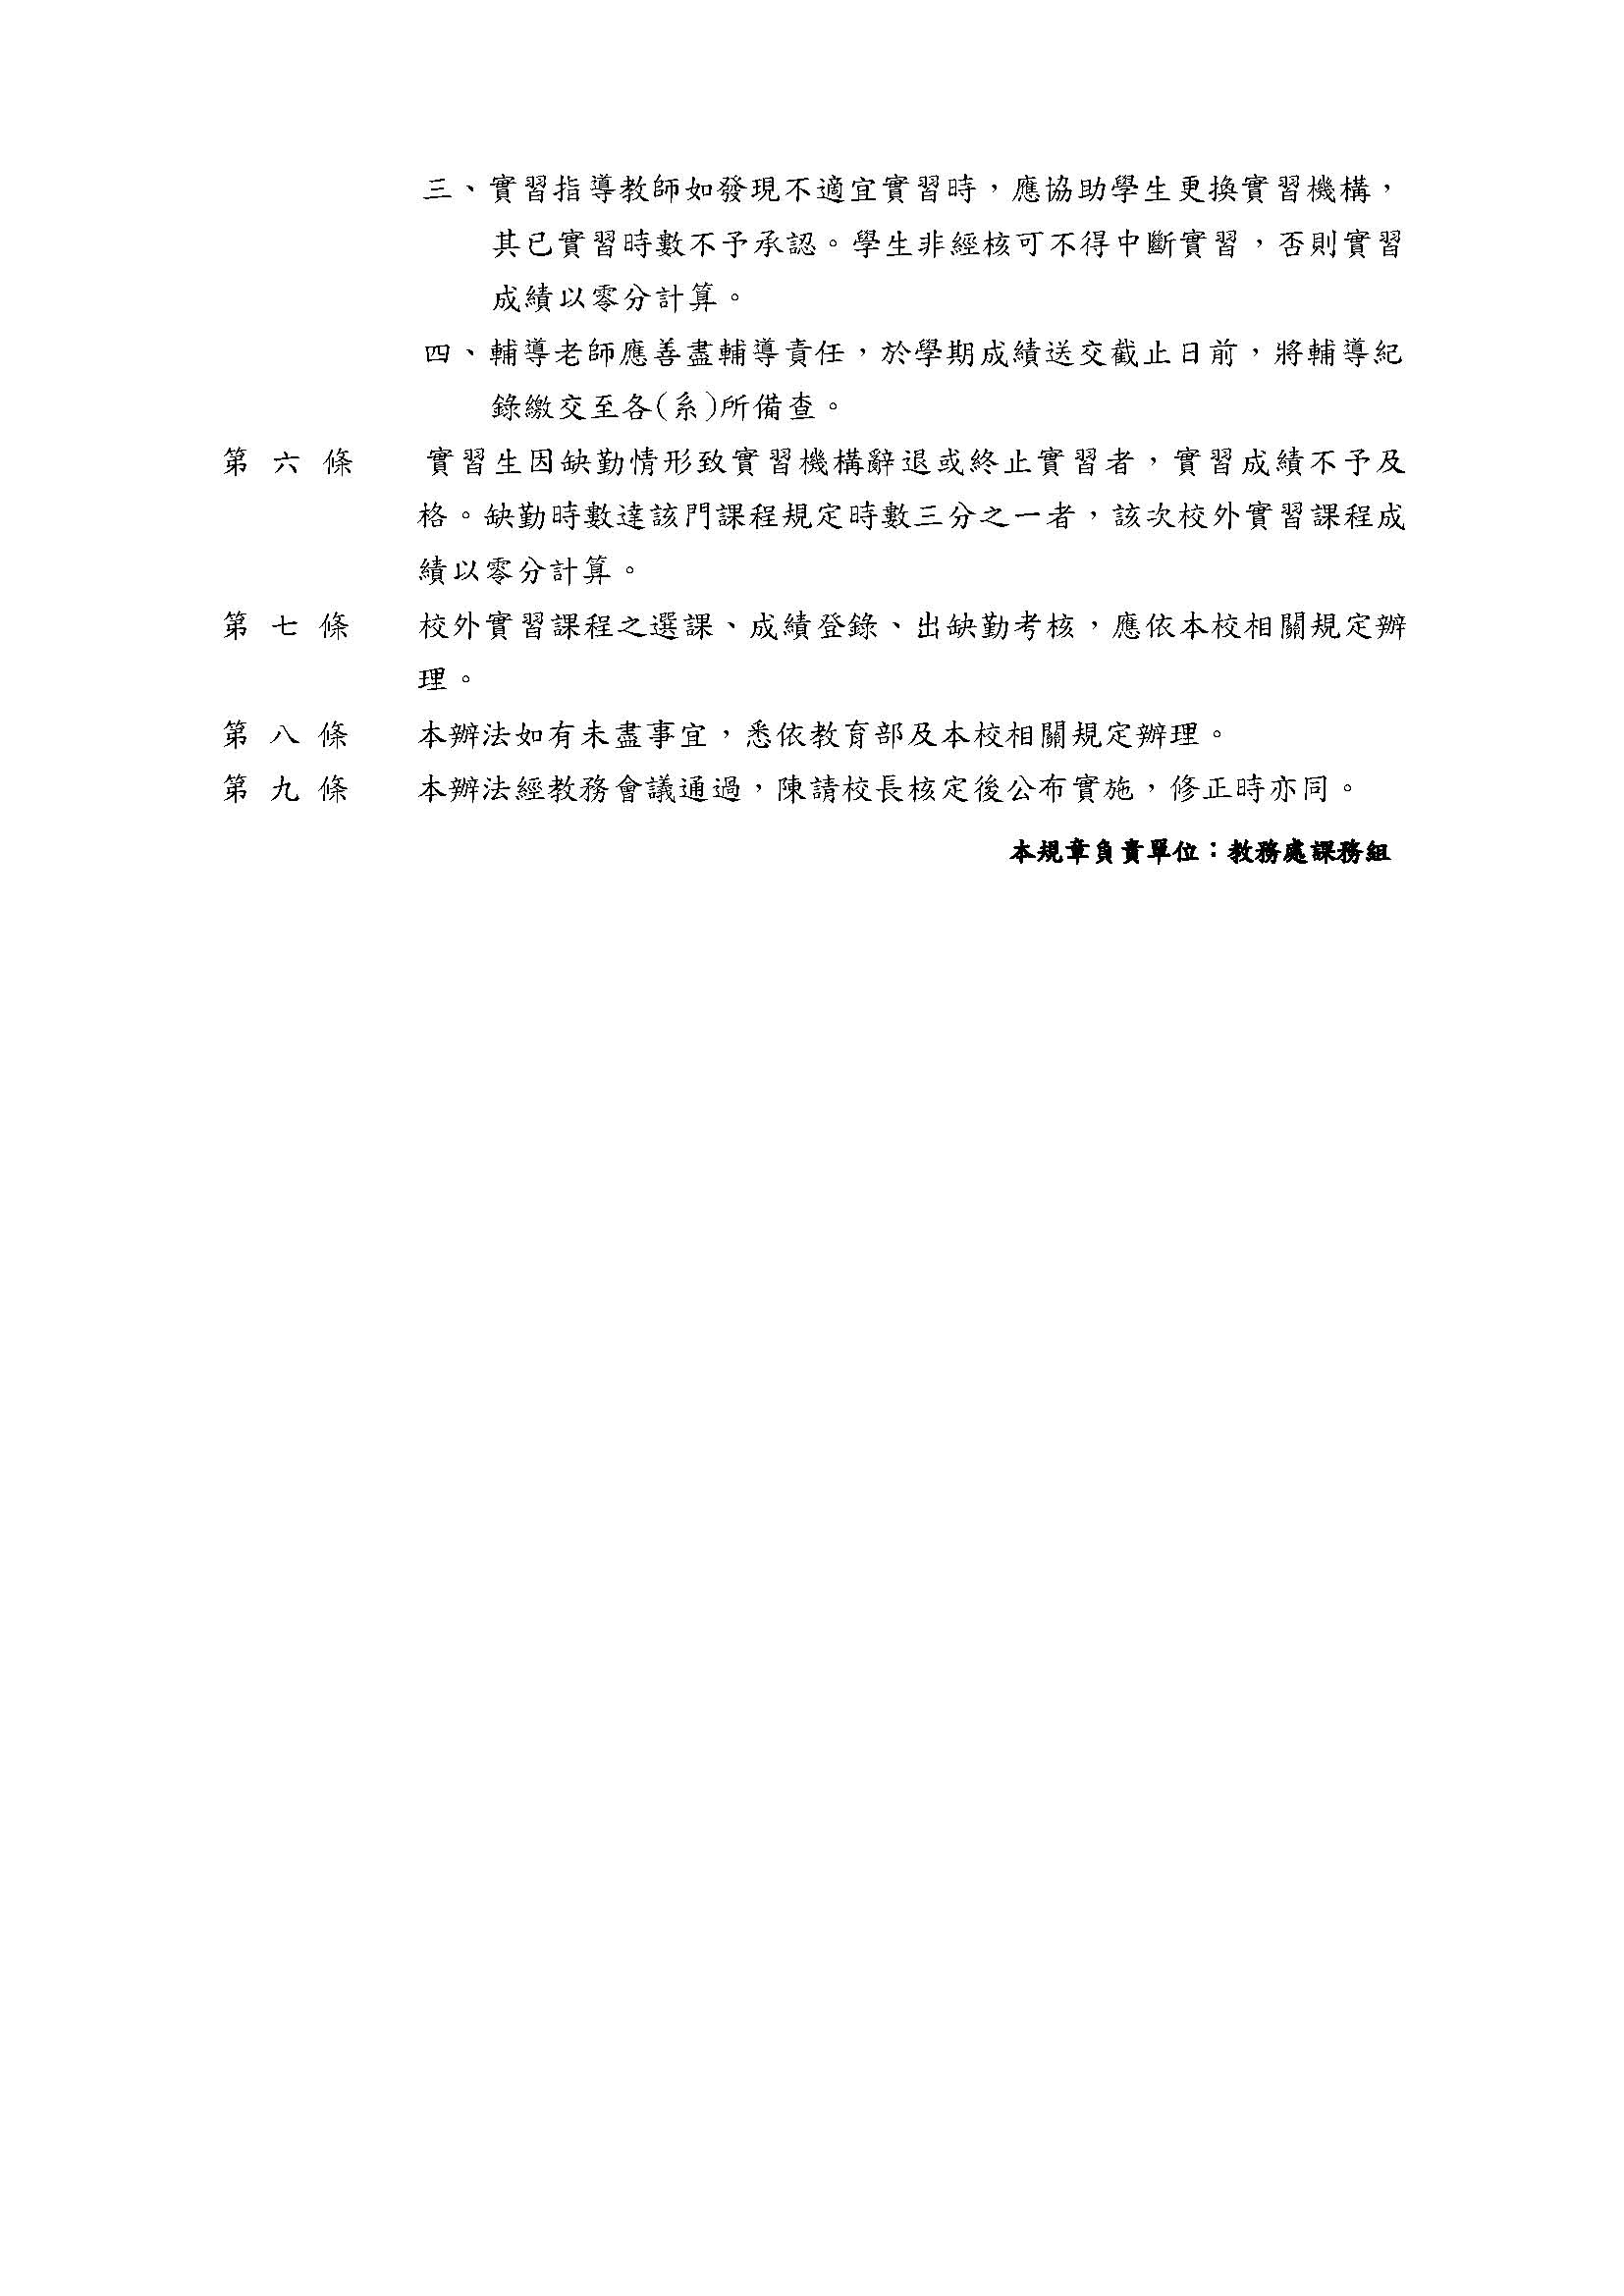 三、實習指導教師如發現不適宜實習時，應協助學生更換實習機構，
其已實習時數不予承認。學生非經核可不得中斷實習，否則實習
成績以零分計算。
四、輔導老師應善盡輔導責任，於學期成績送交截止日前，將輔導紀
錄繳交至各(系)所備查。
第 六 條 實習生因缺勤情形致實習機構辭退或終止實習者，實習成績不予及
格。缺勤時數達該門課程規定時數三分之一者，該次校外實習課程成
績以零分計算。
第 七 條 校外實習課程之選課、成績登錄、出缺勤考核，應依本校相關規定辦
理。
第 八 條 本辦法如有未盡事宜，悉依教育部及本校相關規定辦理。
第 九 條 本辦法經教務會議通過，陳請校長核定後公布實施，修正時亦同。
本規章負責單位：教務處課務組